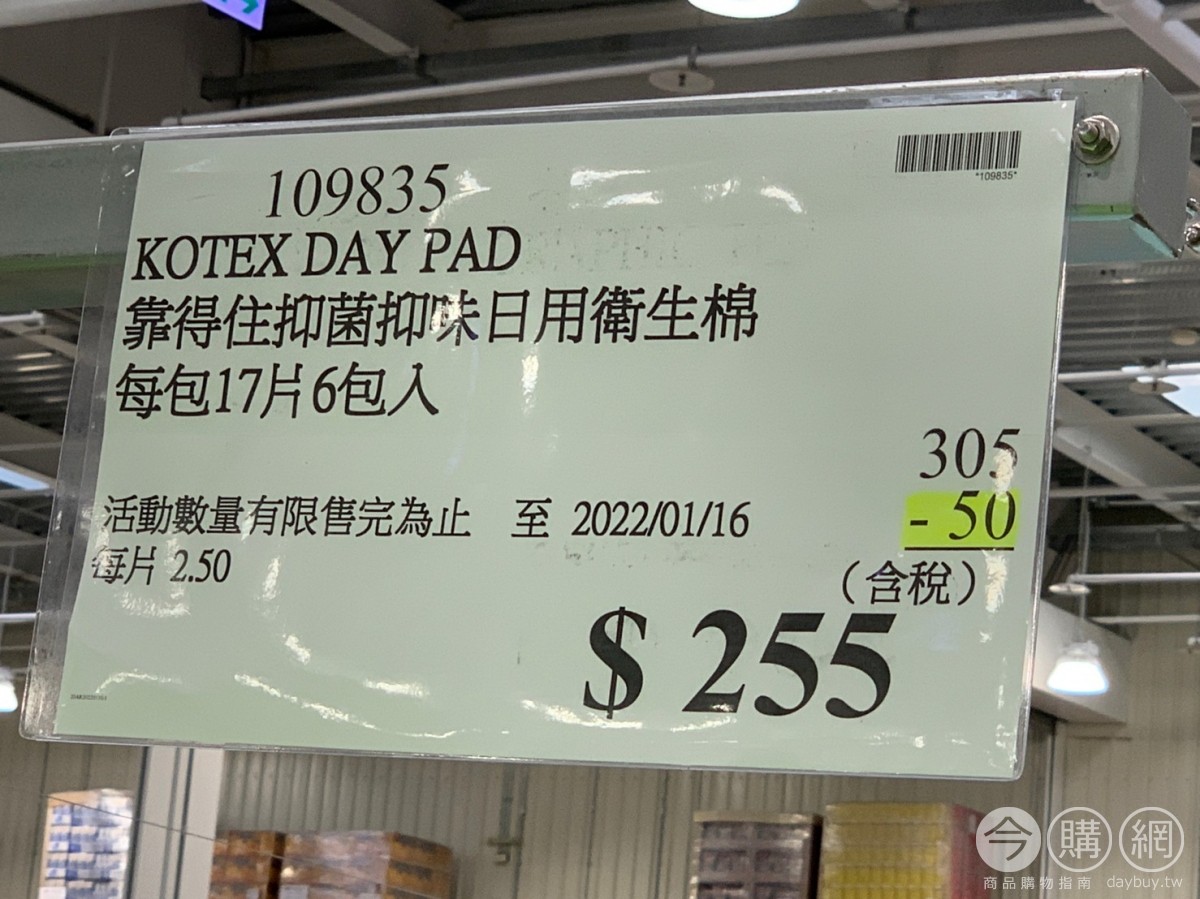 *109835*
109835
KOTEX DAY PAD
靠得住抑菌抑味日用衛生棉
每包17片6包入
305
- 50
活動數量有限售完為止 至 2022/01/16
每片 2.50
(含稅)
$ 255
今購網
商品購物指南 daybuy.tw